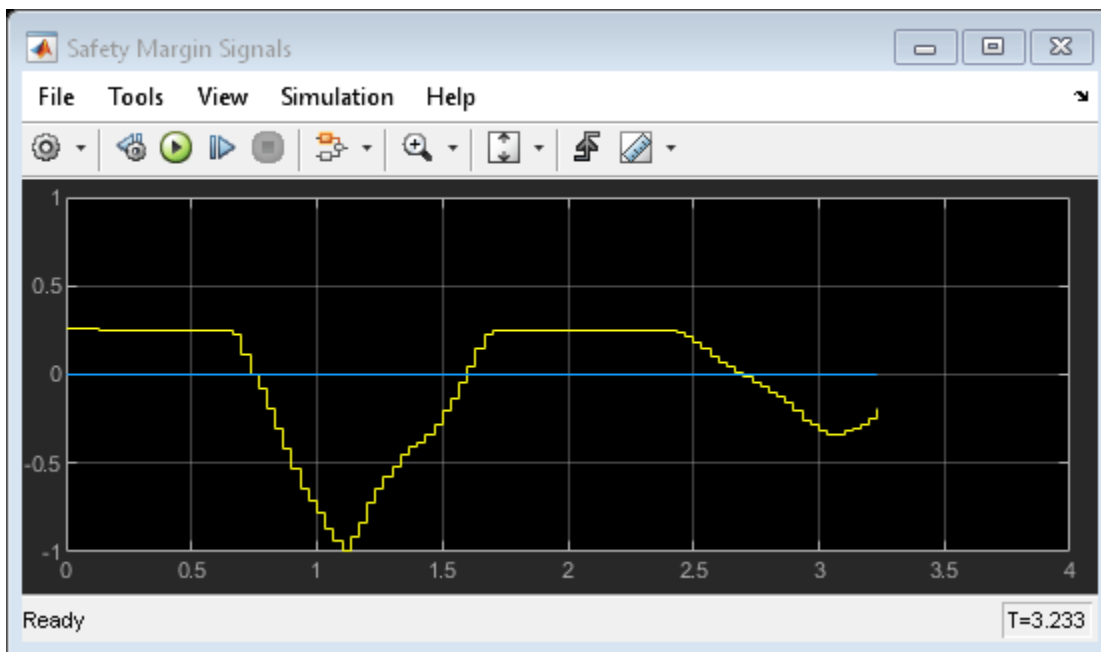 Safety Margin Signals
File Tools View Simulation Help
1
0.5
0
-0.5
-1
0 0.5 1 1.5 2 2.5 3 3.5 4
Ready T=3.233